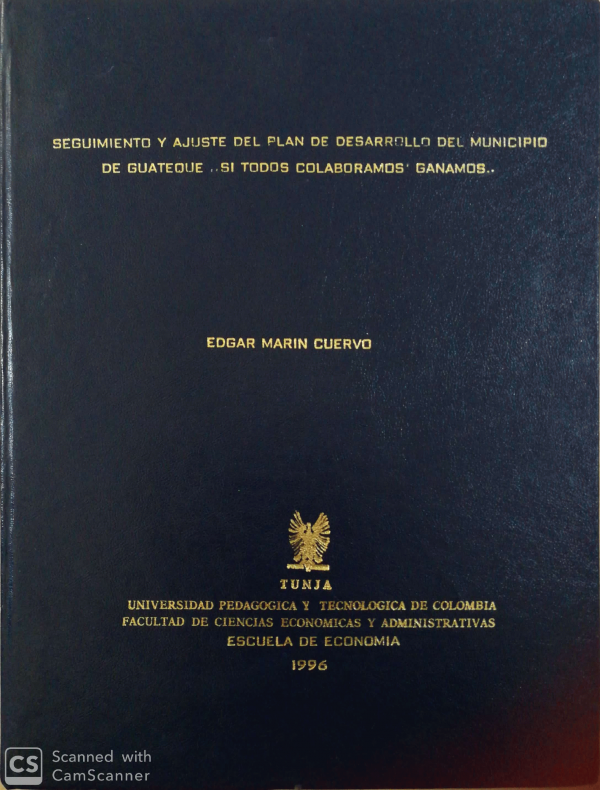 SEGUIMIENTO Y AJUSTE DEL PLAN DE DESARROLLO DEL MUNICIPIO
DE GUATEQUE ,,SI TODOS COLABORAMOS' GANAMOS,,
EDGAR MARIN CUERVO
TUNJA
UNIVERSIDAD PEDAGOGICA Y TECNOLOGICA DE COLOMBIA
FACULTAD DE CIENCIAS ECONOMICAS Y ADMINISTRATIVAS
ESCUELA DE ECONOMIA
1996
CS Scanned with
CamScanner